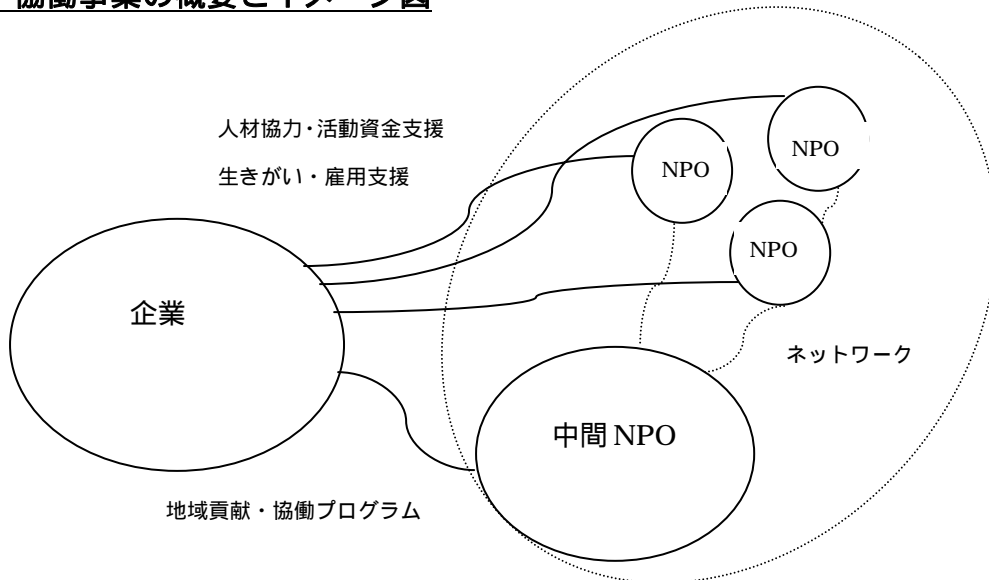 協働事業の概要とイメージ図
人材協力・活動資金支援
生きがい・雇用支援
NPO
NPO
NPO
企業
ネットワーク
中間 NPO
地域貢献・協働プログラム